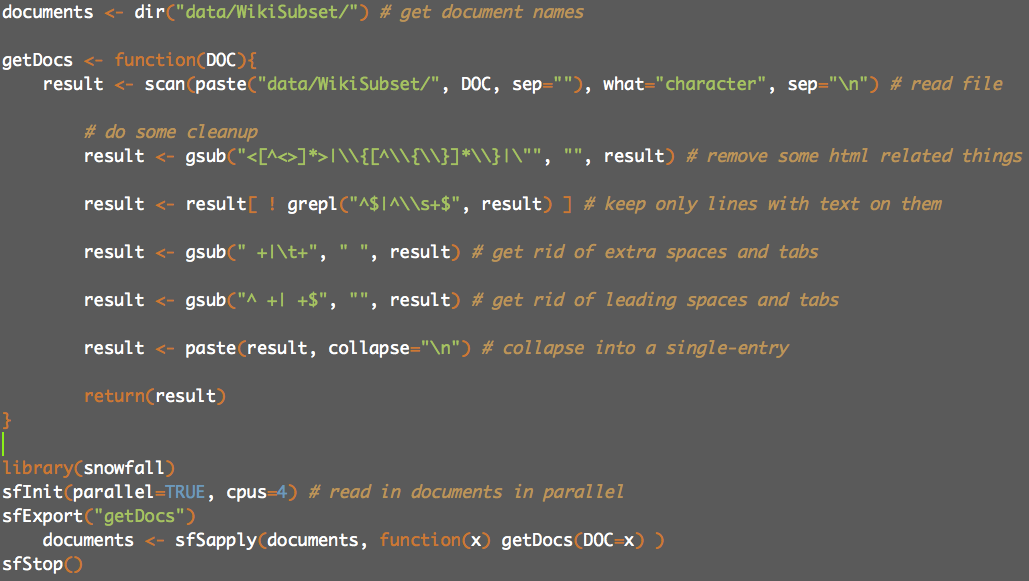 documents <- dir("data/WikiSubset/") # get document names

getDocs <- function(DOC){
    result <- scan(paste("data/WikiSubset/", DOC, sep=""), what="character", sep="\n") # read file

        # do some cleanup
        result <- gsub("<[^<>]*>|\\{[^\\{\\}]*\\}|\"", "", result) # remove some html related things

        result <- result[ ! grepl("^$|^\\s+$", result) ] # keep only lines with text on them

        result <- gsub(" +|\t+", " ", result) # get rid of extra spaces and tabs

        result <- gsub("^ +| +$", "", result) # get rid of leading spaces and tabs

        result <- paste(result, collapse="\n") # collapse into a single-entry

        return(result)
}

library(snowfall)
sfInit(parallel=TRUE, cpus=4) # read in documents in parallel
sfExport("getDocs")
    documents <- sfSapply(documents, function(x) getDocs(DOC=x) )
sfStop()